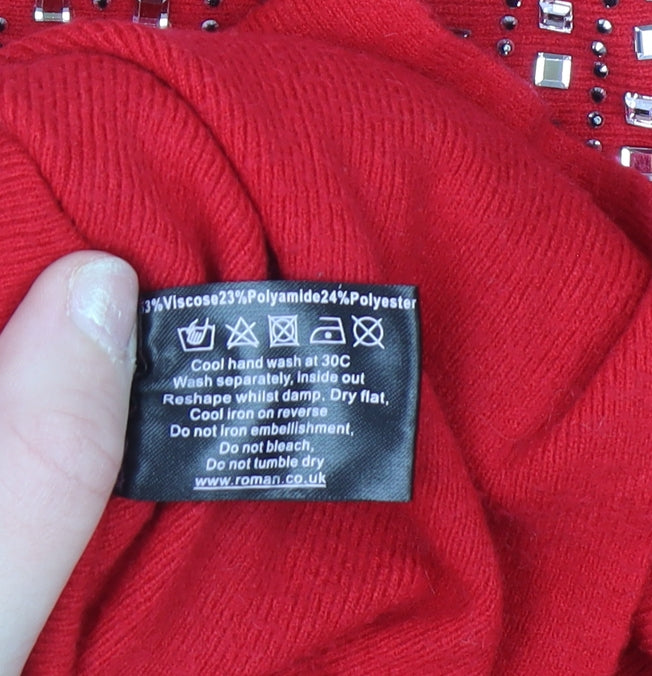 53%Viscose23%Polyamide24%Polyester
Cool hand wash at 30C
Wash separately, inside out
Reshape whilst damp, Dry flat,
Cool iron on reverse
Do not iron embellishment,
Do not bleach,
Do not tumble dry
www.roman.co.uk